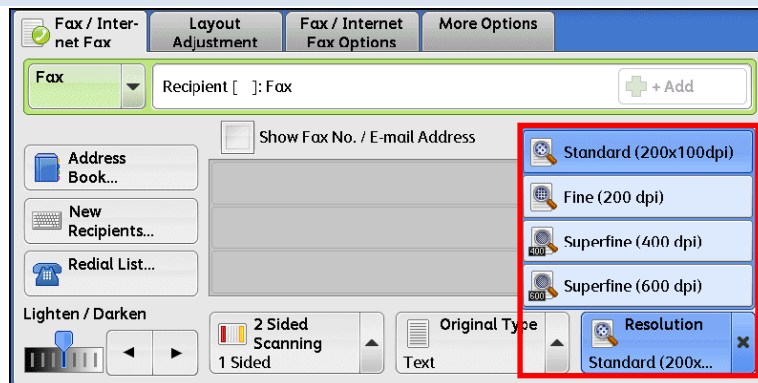 Fax / Inter-
net Fax
Layout
Adjustment
Fax / Internet
Fax Options
More Options
Fax
Recipient [   ]: Fax
+ Add
Show Fax No. / E-mail Address
Address
Book...
New
Recipients...
Redial List...
Standard (200x100dpi)
Fine (200 dpi)
400
Superfine (400 dpi)
600
Superfine (600 dpi)
Lighten / Darken
2 Sided
Scanning
1 Sided
Original Type
Text
Resolution
Standard (200x...